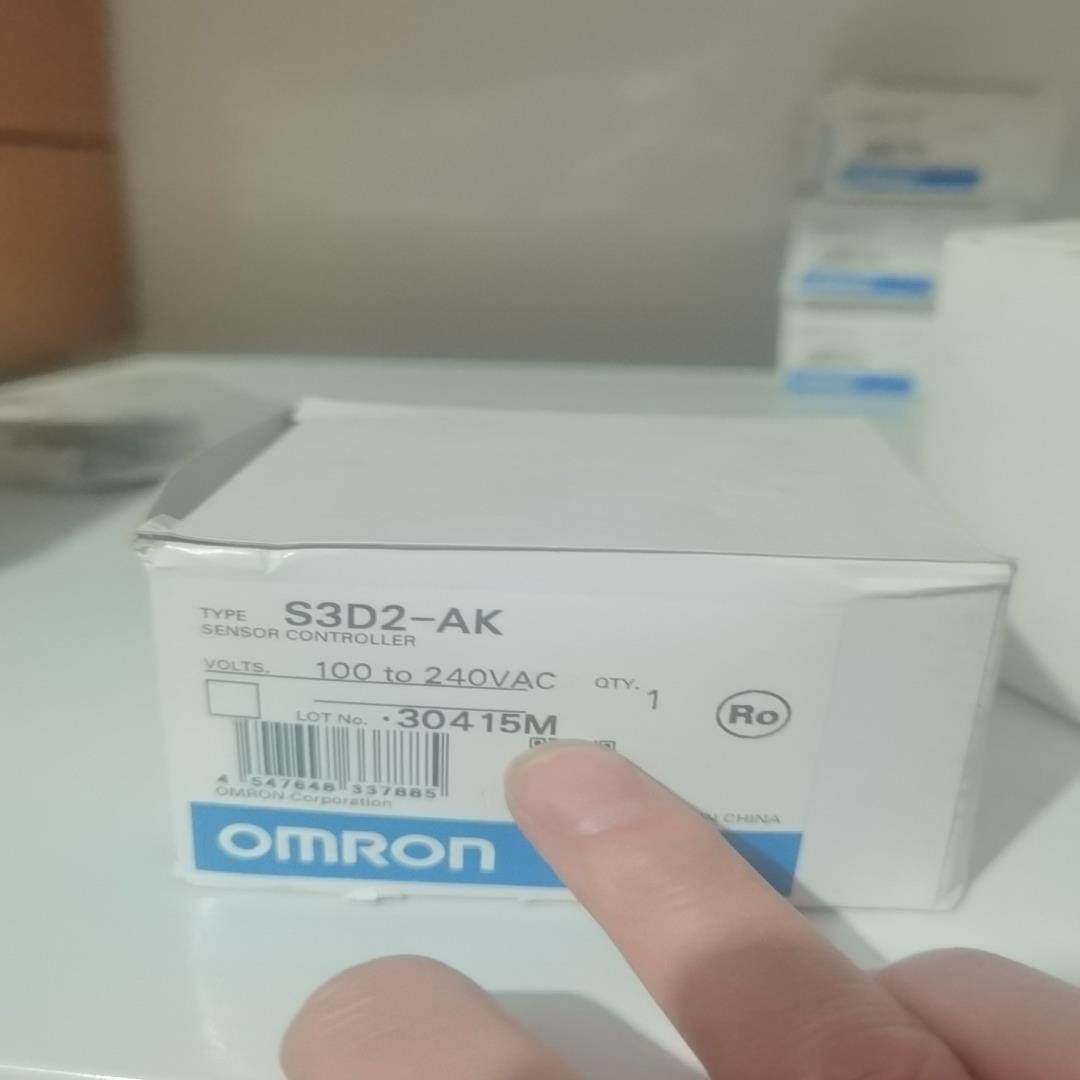 TYPE S3D2-AK
SENSOR CONTROLLER
VOLTS. 100 to 240VAC QTY. 1
LOT No. ·30415M
Ro
4 547648 337885
OMRON Corporation
CHINA
OMRON